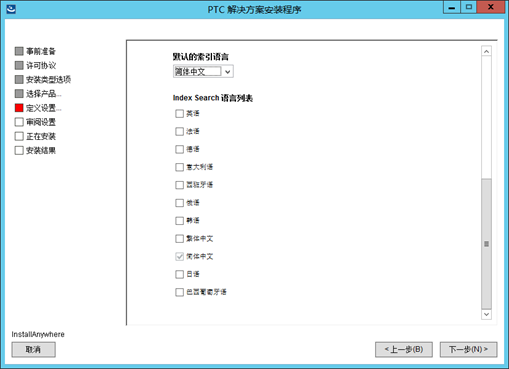 PTC 解决方案安装程序
事前准备
许可协议
安装类型选项
选择产品...
定义设置...
审阅设置
正在安装
安装结果
默认的索引语言
简体中文
Index Search 语言列表
英语
法语
德语
意大利语
西班牙语
俄语
韩语
繁体中文
简体中文
日语
巴西葡萄牙语
InstallAnywhere
取消
< 上一步(B)
下一步(N) >